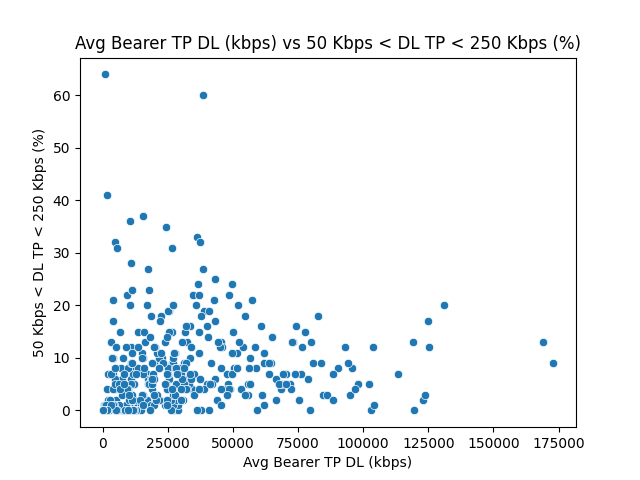 Avg Bearer TP DL (kbps) vs 50 Kbps < DL TP < 250 Kbps (%)
50 Kbps < DL TP < 250 Kbps (%)
60
50
40
30
20
10
0
0 25000 50000 75000 100000 125000 150000 175000
Avg Bearer TP DL (kbps)